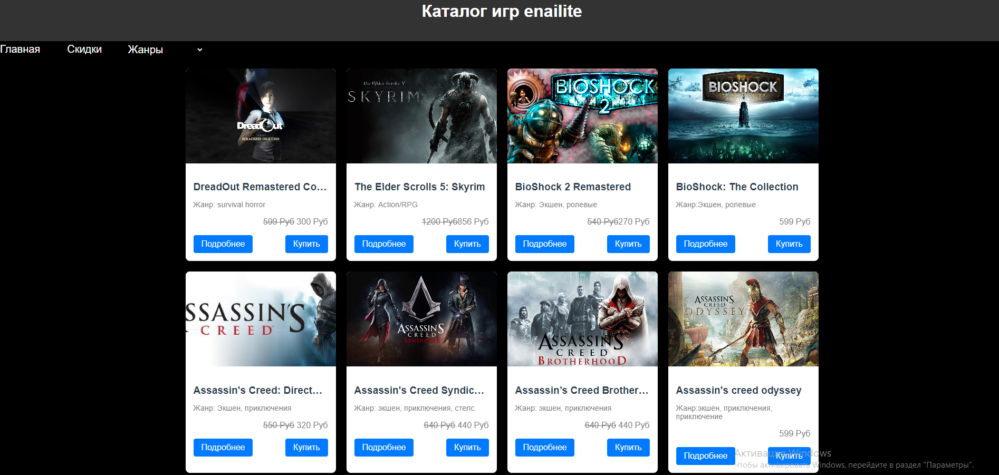 Каталог игр enailite
Главная
Скидки
Жанры
DreadOut
REMASTERED COLLECTION
The Elder Scrolls V
SKYRIM
BIOSHOCK
2
BIOSHOCK
THE COLLECTION
DreadOut Remastered Co...
The Elder Scrolls 5: Skyrim
BioShock 2 Remastered
BioShock: The Collection
Жанр: survival horror
Жанр: Action/RPG
Жанр: Экшен, ролевые
Жанр:Экшен, ролевые
599 Руб 300 Руб
1200 Руб856 Руб
540 Руб270 Руб
599 Руб
Подробнее
Купить
Подробнее
Купить
Подробнее
Купить
Подробнее
Купить
SSASSIN'S
CREED
ASSASSIN'S
CREED
SYNDICATE
ASSASSIN'S
CREED
BROTHERHOOD
ASSASSIN'S
CREED
ODYSSEY
Assassin's Creed: Direct...
Assassin's Creed Syndic...
Assassin’s Creed Brother...
Assassin's creed odyssey
Жанр: Экшен, приключения
Жанр: экшен, приключения, стелс
Жанр: экшен, приключения
Жанр:экшен, приключения,
приключение
550 Руб 320 Руб
640 Руб 440 Руб
640 Руб 440 Руб
599 Руб
Подробнее
Купить
Подробнее
Купить
Подробнее
Купить
Подробнее
Купить
Активация Windows
Чтобы активировать Windows, перейдите в раздел "Параметры".